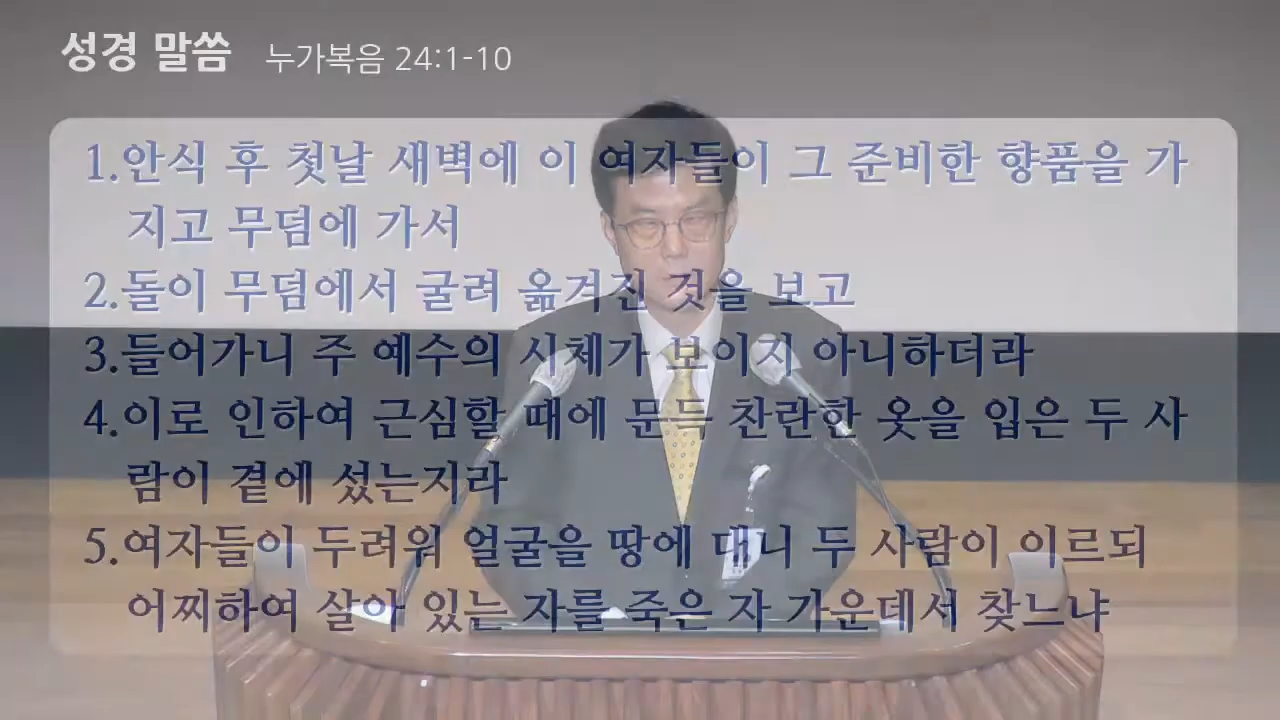 성경 말씀 누가복음 24:1-10
1.안식 후 첫날 새벽에 이 여자들이 그 준비한 향품을 가
지고 무덤에 가서
2.돌이 무덤에서 굴려 옮겨진 것을 보고
3.들어가니 주 예수의 시체가 보이지 아니하더라
4.이로 인하여 근심할 때에 문득 찬란한 옷을 입은 두 사
람이 곁에 섰는지라
5.여자들이 두려워 얼굴을 땅에 대니 두 사람이 이르되
어찌하여 살아 있는 자를 죽은 자 가운데서 찾느냐